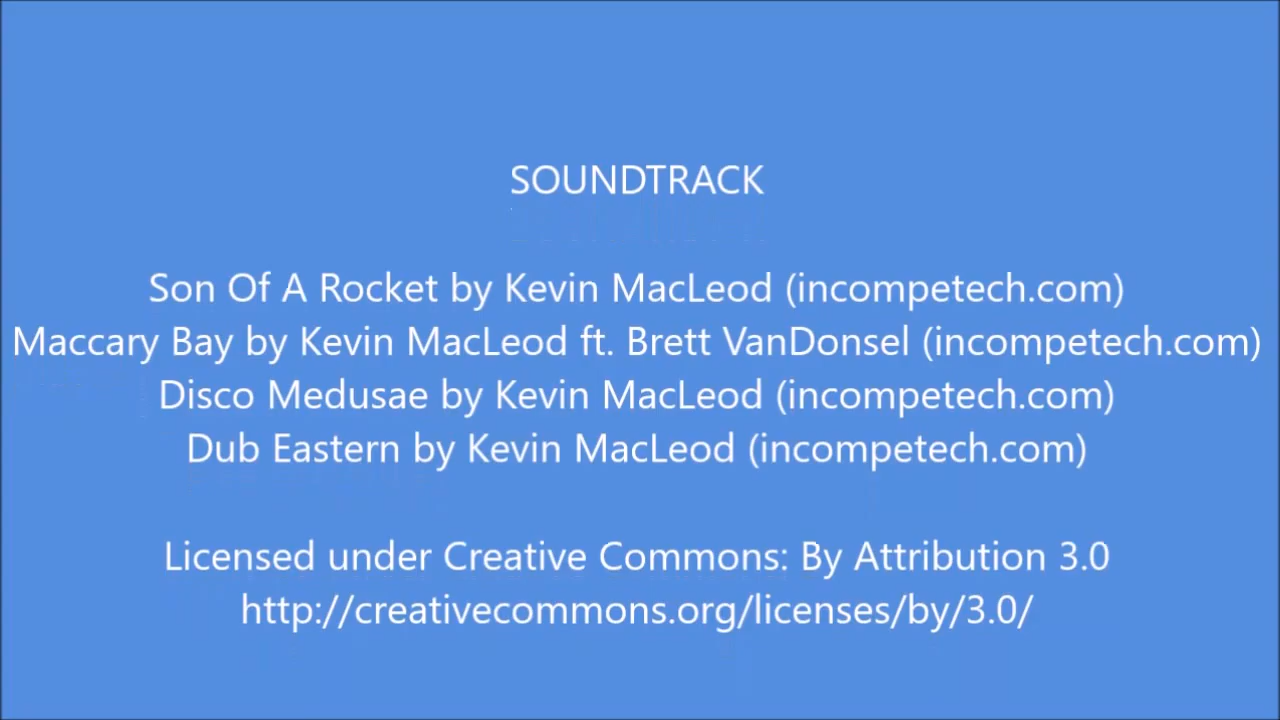 SOUNDTRACK
Son Of A Rocket by Kevin MacLeod (incompetech.com)
Maccary Bay by Kevin MacLeod ft. Brett VanDonsel (incompetech.com)
Disco Medusae by Kevin MacLeod (incompetech.com)
Dub Eastern by Kevin MacLeod (incompetech.com)
Licensed under Creative Commons: By Attribution 3.0
http://creativecommons.org/licenses/by/3.0/